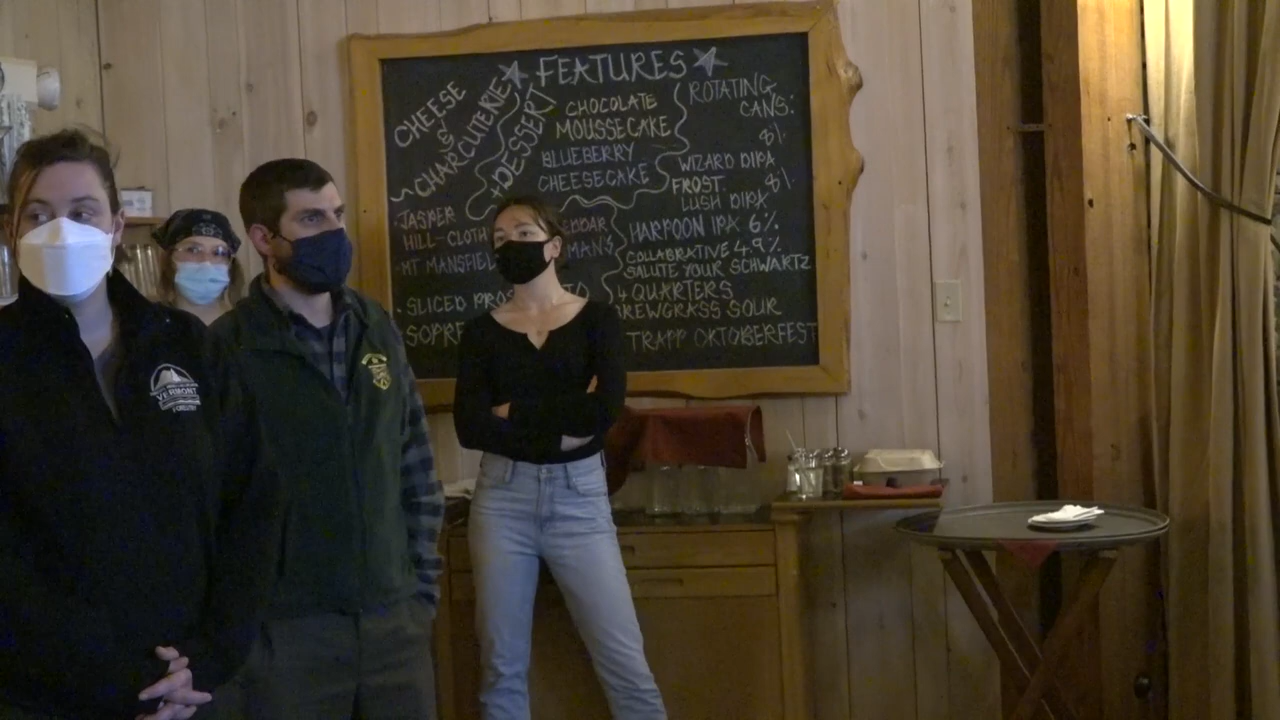 FEATURES
CHEESE
&
CHARCUTERIE
+DESSERT
CHOCOLATE
MOUSSECAKE
BLUEBERRY
CHEESECAKE
ROTATING
CANS:
8%
WIZARD DIPA
FROST 8%
LUSH DIPA
HARPOON IPA 6%
COLLABRATIVE 4.9%
SALUTE YOUR SCHWARTZ
4 QUARTERS
BREWGRASS SOUR
TRAPP OKTOBERFEST
·JASPER
HILL-CLOTH
·MT MANSFIELD
·SLICED
VERMONT